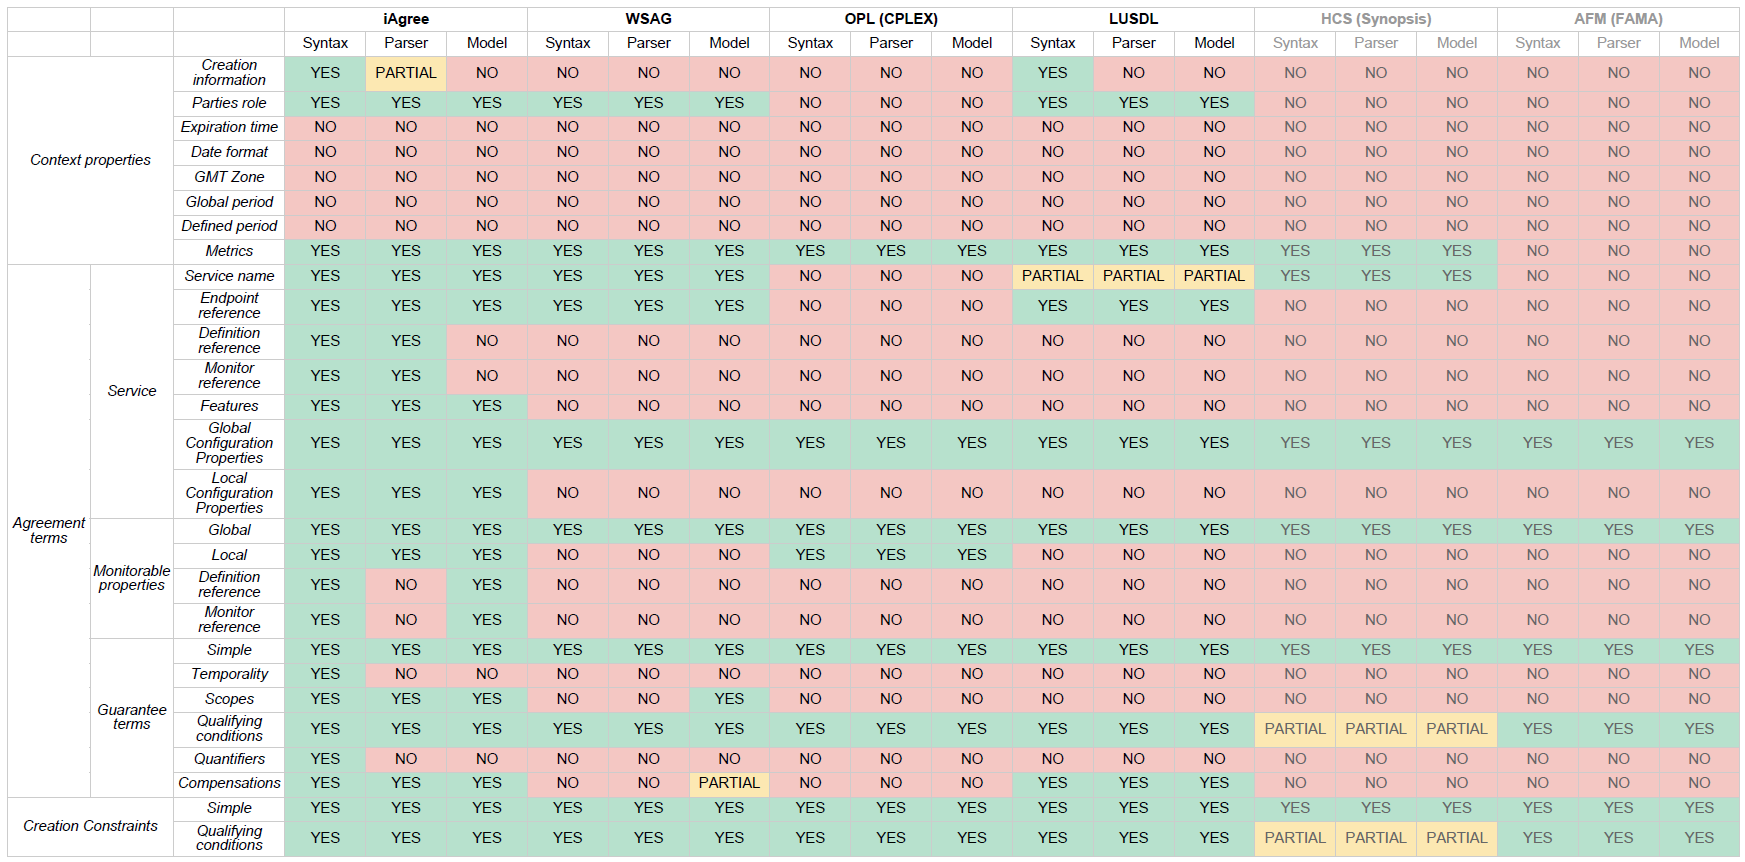 iAgree WSAG OPL (CPLEX) LUSDL HCS (Synopsis) AFM (FAMA)
Syntax Parser Model Syntax Parser Model Syntax Parser Model Syntax Parser Model Syntax Parser Model Syntax Parser Model
Context properties
Creation
information
YES PARTIAL NO NO NO NO NO NO NO YES NO NO NO NO NO NO NO NO
Parties role YES YES YES YES YES YES NO NO NO YES YES YES NO NO NO NO NO NO
Expiration time NO NO NO NO NO NO NO NO NO NO NO NO NO NO NO NO NO NO
Date format NO NO NO NO NO NO NO NO NO NO NO NO NO NO NO NO NO NO
GMT Zone NO NO NO NO NO NO NO NO NO NO NO NO NO NO NO NO NO NO
Global period NO NO NO NO NO NO NO NO NO NO NO NO NO NO NO NO NO NO
Defined period NO NO NO NO NO NO NO NO NO NO NO NO NO NO NO NO NO NO
Metrics YES YES YES YES YES YES YES YES YES YES YES YES YES YES YES NO NO NO
Agreement
terms
Service
Service name YES YES YES YES YES YES NO NO NO PARTIAL PARTIAL PARTIAL YES YES YES NO NO NO
Endpoint
reference
YES YES YES YES YES YES NO NO NO YES YES YES NO NO NO NO NO NO
Definition
reference
YES YES NO NO NO NO NO NO NO NO NO NO NO NO NO NO NO NO
Monitor
reference
YES YES NO NO NO NO NO NO NO NO NO NO NO NO NO NO NO NO
Features YES YES YES NO NO NO NO NO NO NO NO NO NO NO NO NO NO NO
Global
Configuration
Properties
YES YES YES YES YES YES YES YES YES YES YES YES YES YES YES YES YES YES
Local
Configuration
Properties
YES YES YES NO NO NO NO NO NO NO NO NO NO NO NO NO NO NO
Monitorable
properties
Global YES YES YES YES YES YES YES YES YES YES YES YES YES YES YES YES YES YES
Local YES YES YES NO NO NO YES YES YES NO NO NO NO NO NO NO NO NO
Definition
reference
YES NO YES NO NO NO NO NO NO NO NO NO NO NO NO NO NO NO
Monitor
reference
YES NO YES NO NO NO NO NO NO NO NO NO NO NO NO NO NO NO
Guarantee
terms
Simple YES YES YES YES YES YES YES YES YES YES YES YES YES YES YES YES YES YES
Temporality YES NO NO NO NO NO NO NO NO NO NO NO NO NO NO NO NO NO
Scopes YES YES YES NO NO YES NO NO NO NO NO NO NO NO NO NO NO NO
Qualifying
conditions
YES YES YES YES YES YES YES YES YES YES YES YES PARTIAL PARTIAL PARTIAL YES YES YES
Quantifiers YES NO NO NO NO NO NO NO NO NO NO NO NO NO NO NO NO NO
Compensations YES YES YES NO NO PARTIAL NO NO NO YES YES YES NO NO NO NO NO NO
Creation Constraints
Simple YES YES YES YES YES YES YES YES YES YES YES YES YES YES YES YES YES YES
Qualifying
conditions
YES YES YES YES YES YES YES YES YES YES YES YES PARTIAL PARTIAL PARTIAL YES YES YES